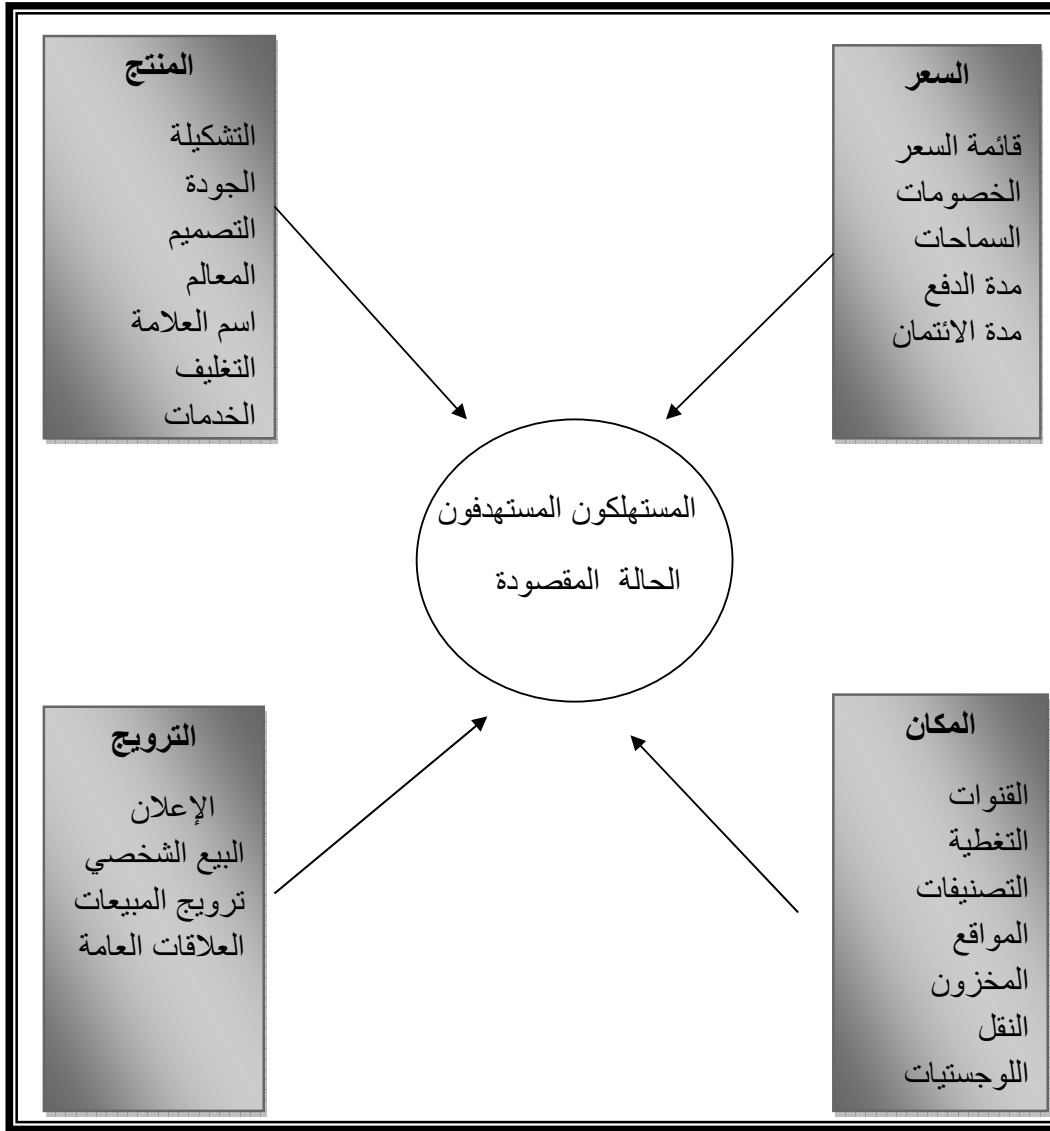 السعر
قائمة السعر
الخصومات
السماحات
مدة الدفع
مدة الائتمان
المنتج
التشكيلة
الجودة
التصميم
المعالم
اسم العلامة
التغليف
الخدمات
المستهلكون المستهدفون
الحالة المقصودة
المكان
القنوات
التغطية
التصنيفات
المواقع
المخزون
النقل
اللوجستيات
الترويج
الإعلان
البيع الشخصي
ترويج المبيعات
العلاقات العامة